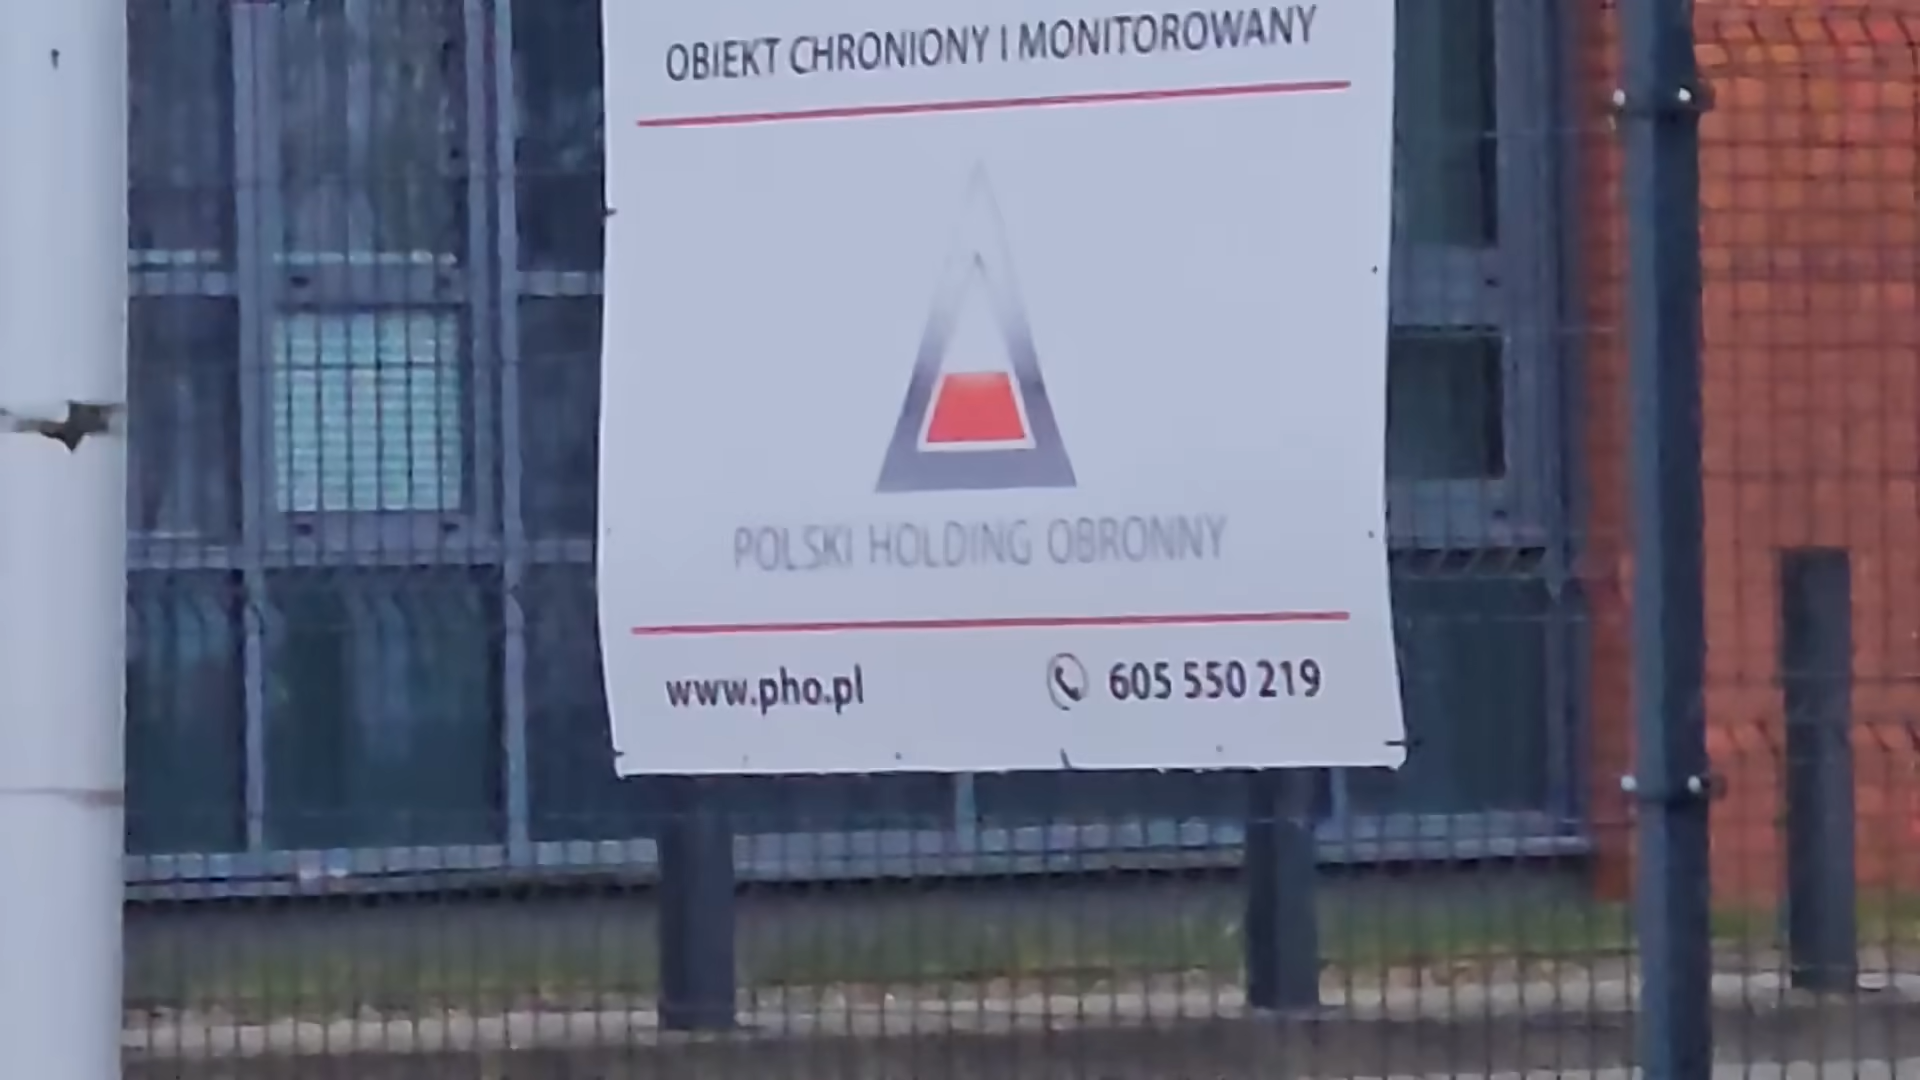 OBIEKT CHRONIONY I MONITOROWANY
POLSKI HOLDING OBRONNY
www.pho.pl 605 550 219